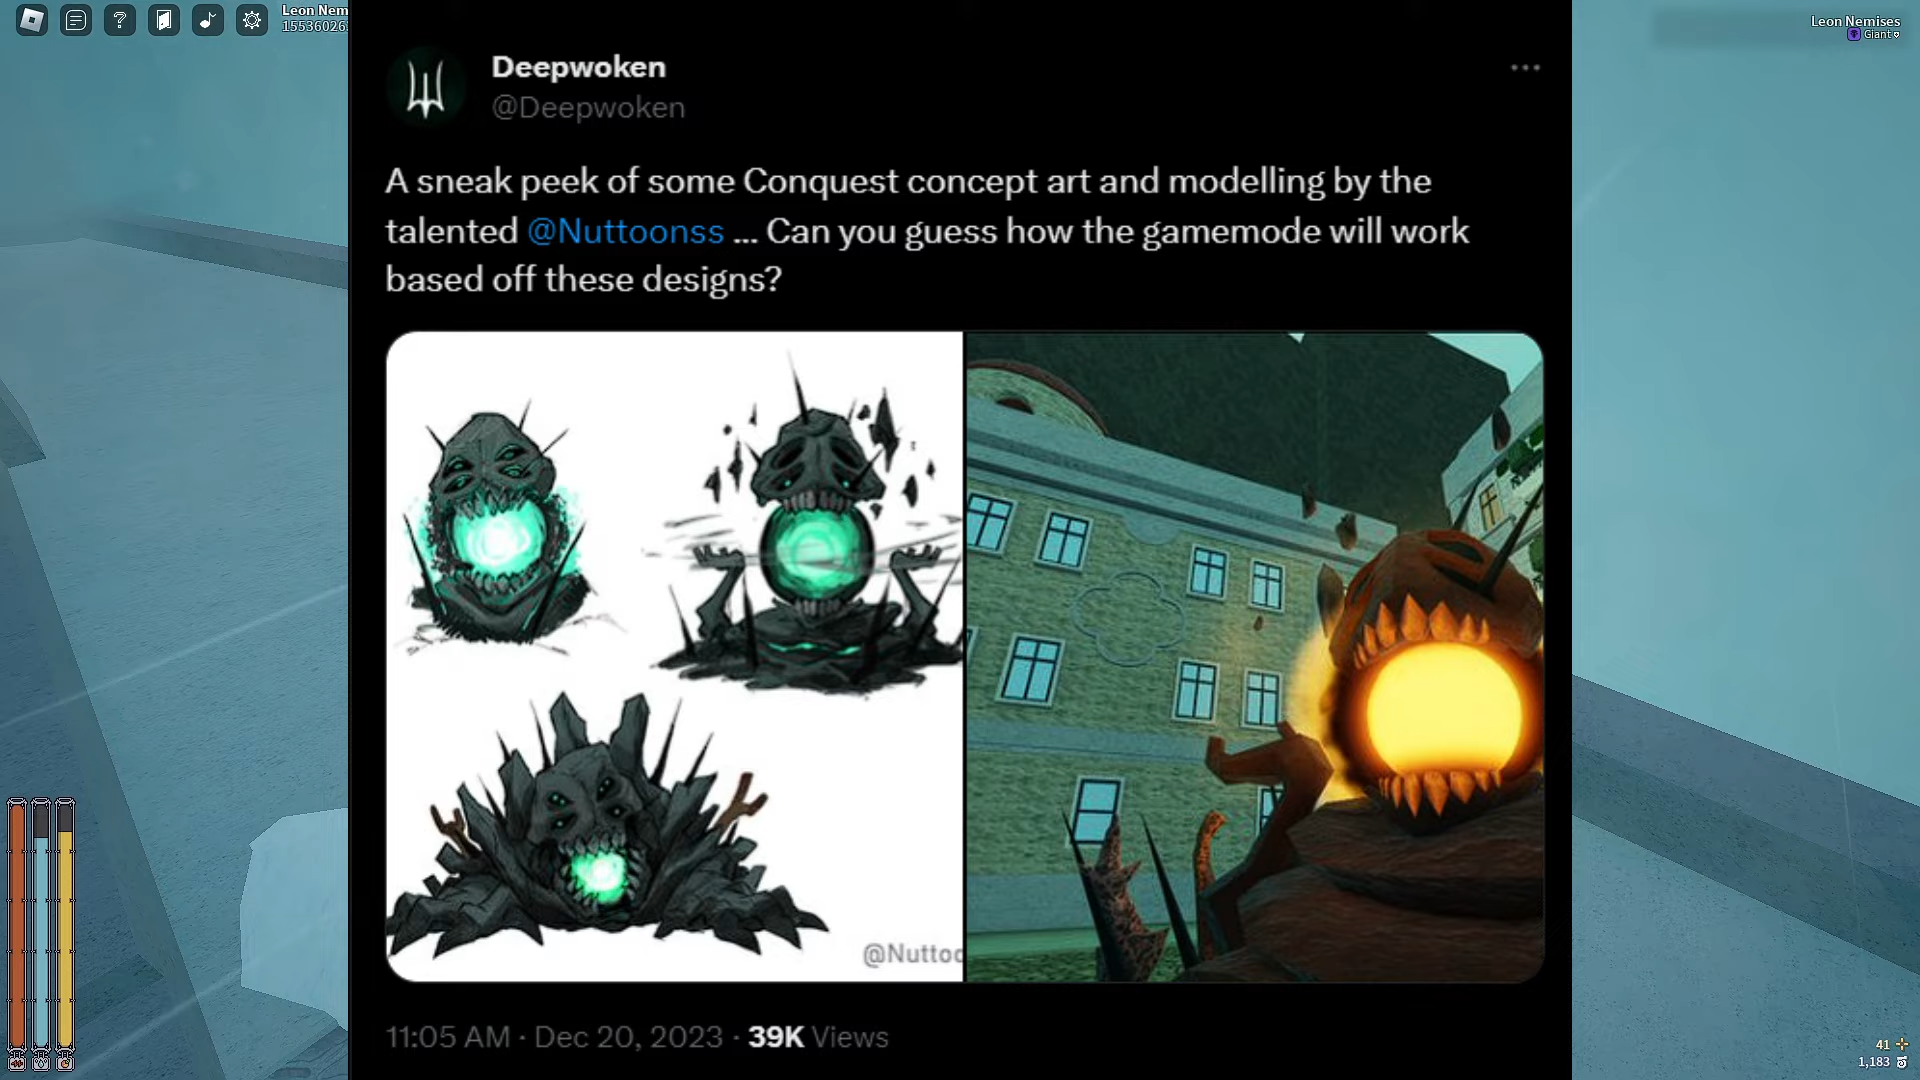 Leon Nem
15536026
Leon Nemises
Giant
Deepwoken
@Deepwoken
A sneak peek of some Conquest concept art and modelling by the
talented @Nuttoonss ... Can you guess how the gamemode will work
based off these designs?
@Nuttoo
11:05 AM · Dec 20, 2023 · 39K Views
41
1,183